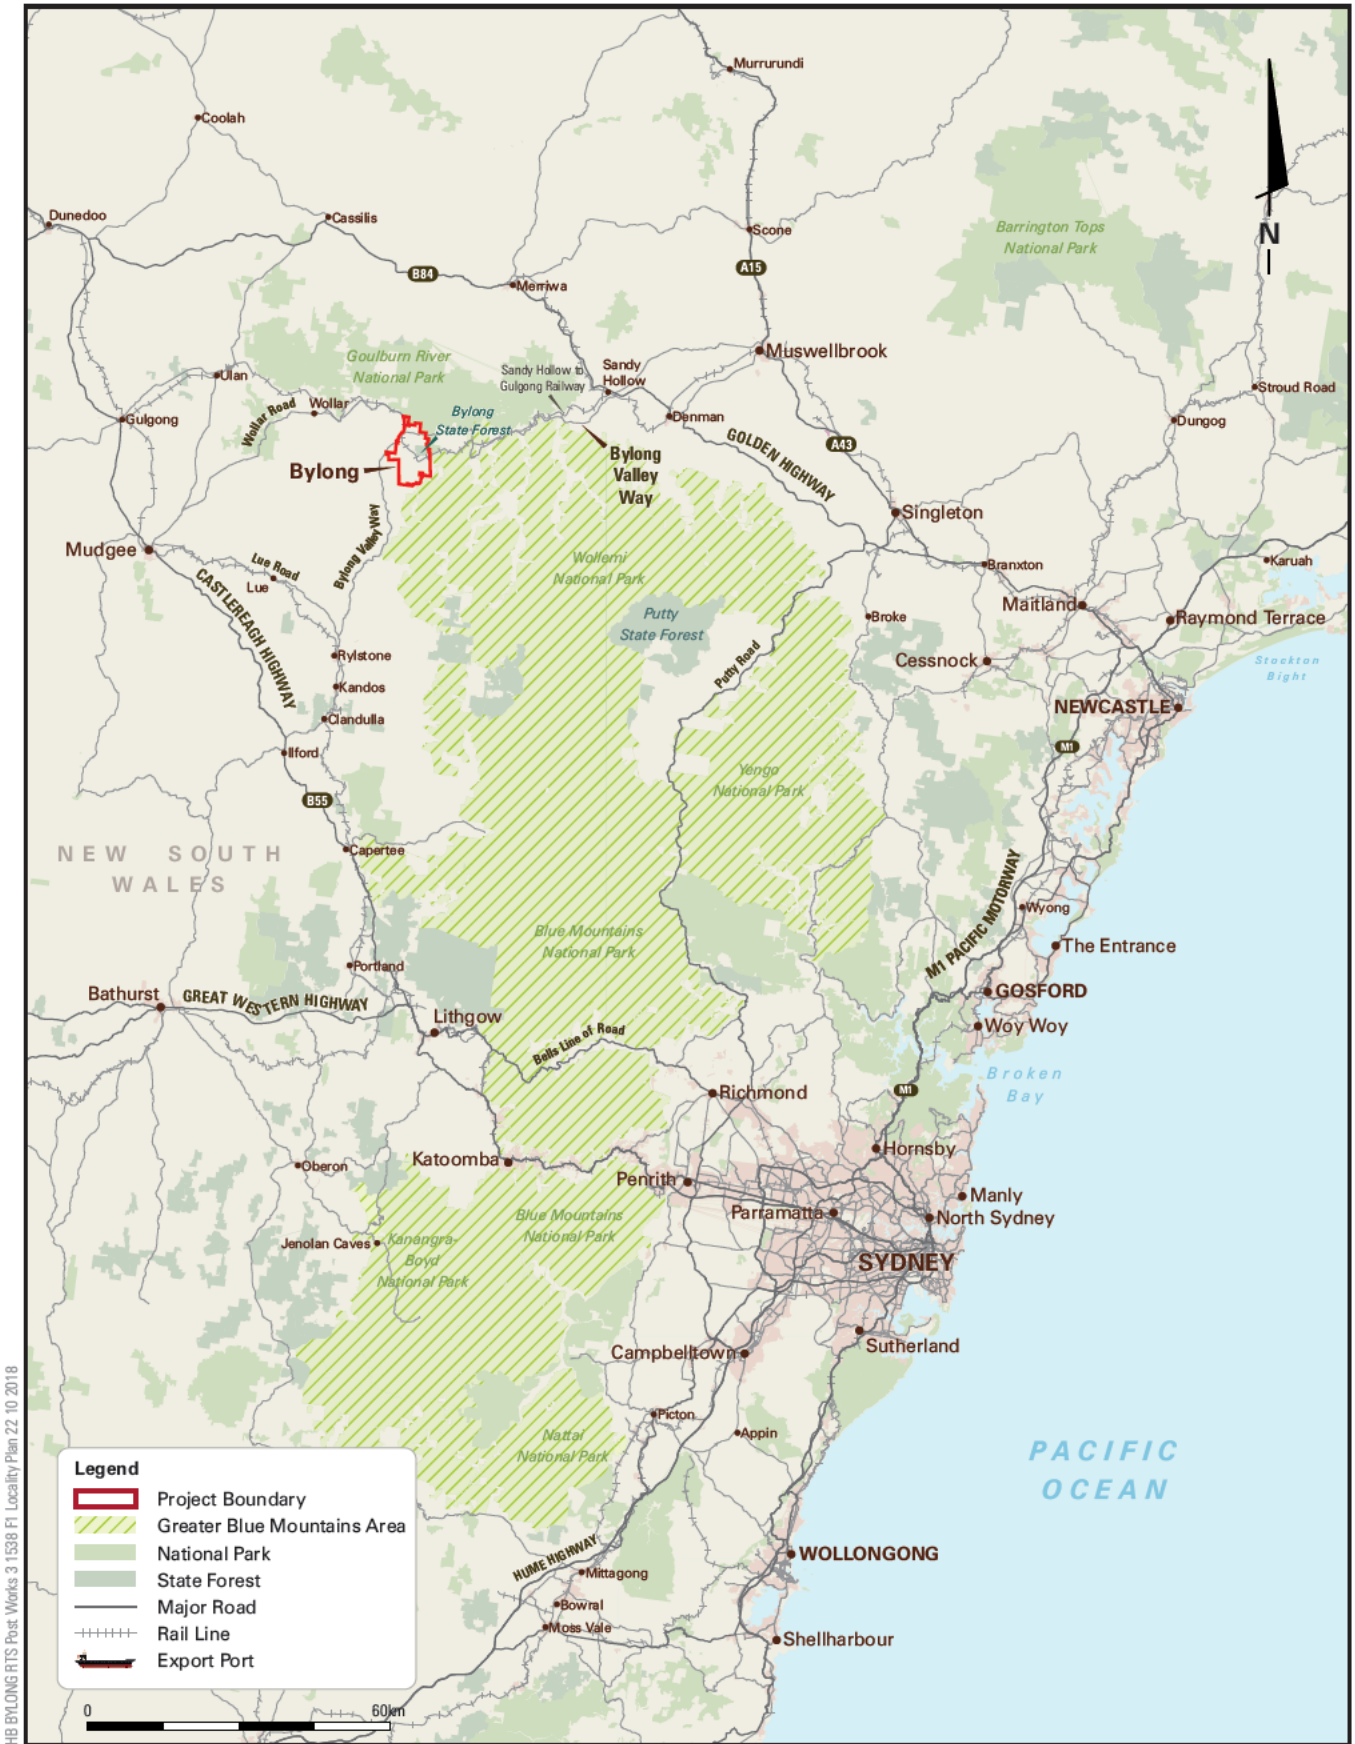 Murrurundi
Coolah
Dunedoo
Cassilis
Scone
Barrington Tops
National Park
N
B84
A15
Merriwa
Muswellbrook
Goulburn River
National Park
Sandy Hollow to
Gulgong Railway
Sandy
Hollow
Ulan
Wollar
Wollar Road
Gulgong
Bylong
State Forest
Denman
Stroud Road
Dungog
GOLDEN HIGHWAY
A43
Bylong
Bylong
Valley
Way
Singleton
Bylong Valley Way
Mudgee
Lue Road
Lue
CASTLEREAGH HIGHWAY
Wollemi
National Park
Branxton
Karuah
Maitland
Raymond Terrace
Putty
State Forest
Broke
Cessnock
Putty Road
Stockton
Bight
Rylstone
Kandos
Clandulla
NEWCASTLE
M1
Ilford
Yengo
National Park
B55
NEW SOUTH
WALES
Capertee
M1 PACIFIC MOTORWAY
Wyong
The Entrance
Blue Mountains
National Park
Portland
Bathurst
GREAT WESTERN HIGHWAY
GOSFORD
Lithgow
Woy Woy
Bells Line of Road
Broken
Bay
M1
Richmond
Hornsby
Katoomba
Oberon
Penrith
Manly
Parramatta
North Sydney
Blue Mountains
National Park
Jenolan Caves
Kanangra-
Boyd
National Park
SYDNEY
Sutherland
Campbelltown
Picton
Appin
Nattai
National Park
PACIFIC
OCEAN
HUME HIGHWAY
WOLLONGONG
Mittagong
Bowral
Moss Vale
Shellharbour
Legend
Project Boundary
Greater Blue Mountains Area
National Park
State Forest
Major Road
Rail Line
Export Port
0 60km
HB BYLONG RTS Post Works 3 1538 F1 Locality Plan 22 10 2018